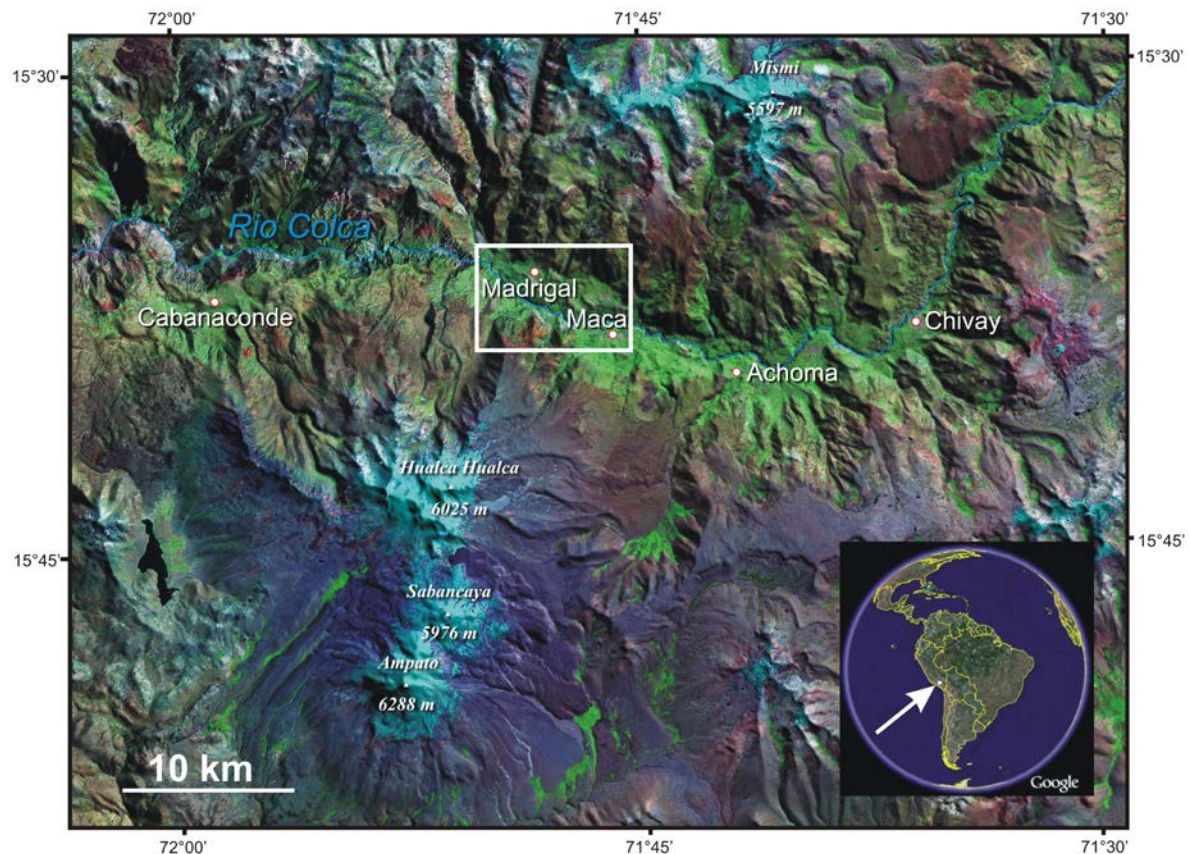 72°00'
71°45'
71°30'
15°30'
15°30'
Mismi
5597 m
Rio Colca
Madrigal
Cabanaconde
Maca
Chivay
Achoma
Hualca Hualca
6025 m
15°45'
15°45'
Sabancaya
5976 m
Ampato
6288 m
10 km
Google
72°00'
71°45'
71°30'